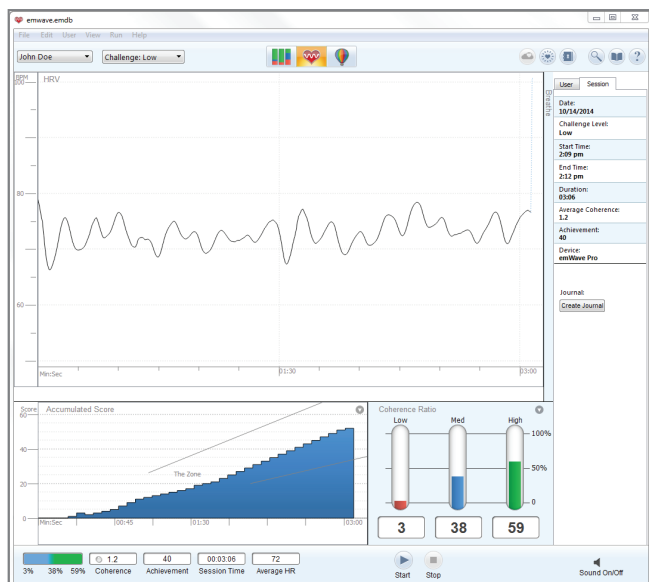 emwave.emdb
File Edit User View Run Help
John Doe
Challenge: Low
BPM
HRV
100
80
60
Min:Sec
01:30
03:00
Breathe
User
Session
Date:
10/14/2014
Challenge Level:
Low
Start Time:
2:09 pm
End Time:
2:12 pm
Duration:
03:06
Average Coherence:
1.2
Achievement:
40
Device:
emWave Pro
Journal:
Create Journal
Score
Accumulated Score
60
40
20
0
The Zone
Min:Sec
00:45
01:30
03:00
Coherence Ratio
Low
Med
High
100%
50%
0
3
38
59
3% 38% 59%
1.2
Coherence
40
Achievement
00:03:06
Session Time
72
Average HR
Start
Stop
Sound On/Off